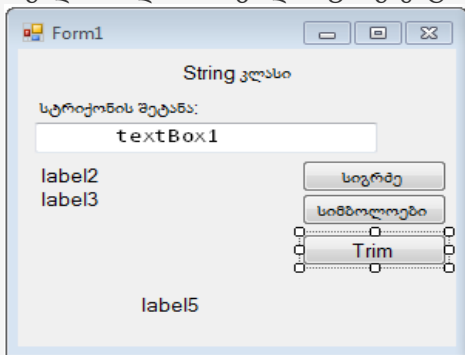 Form1
String კლასი
სტრიქონის შეტანა:
textBox1
label2
სიგრძე
label3
სიმბოლოები
Trim
label5